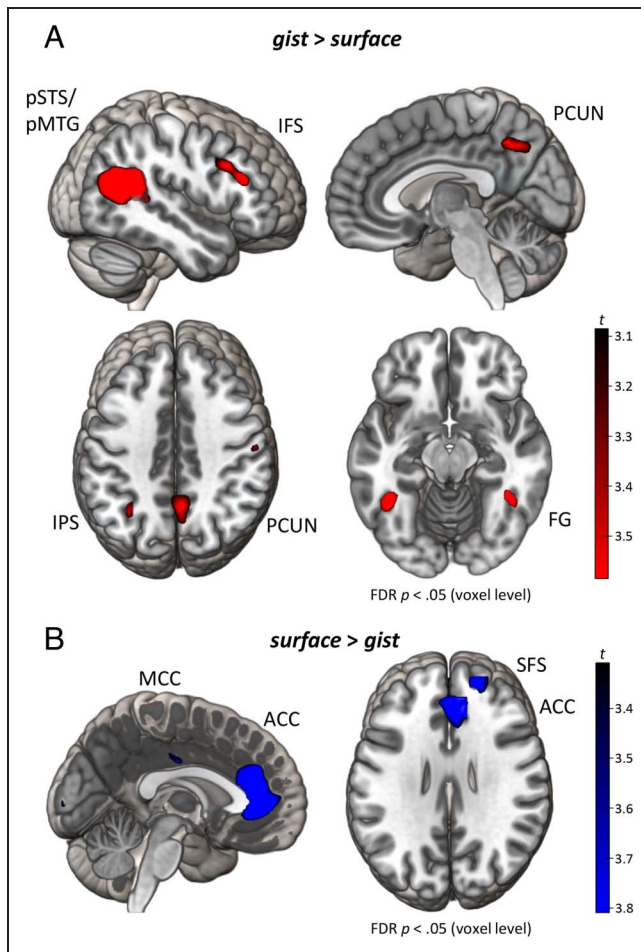 A
gist > surface
pSTS/
pMTG
IFS
PCUN
t
3.1
3.2
3.3
3.4
3.5
IPS
PCUN
FG
FDR p < .05 (voxel level)
B
surface > gist
MCC
ACC
SFS
ACC
t
3.4
3.5
3.6
3.7
3.8
FDR p < .05 (voxel level)